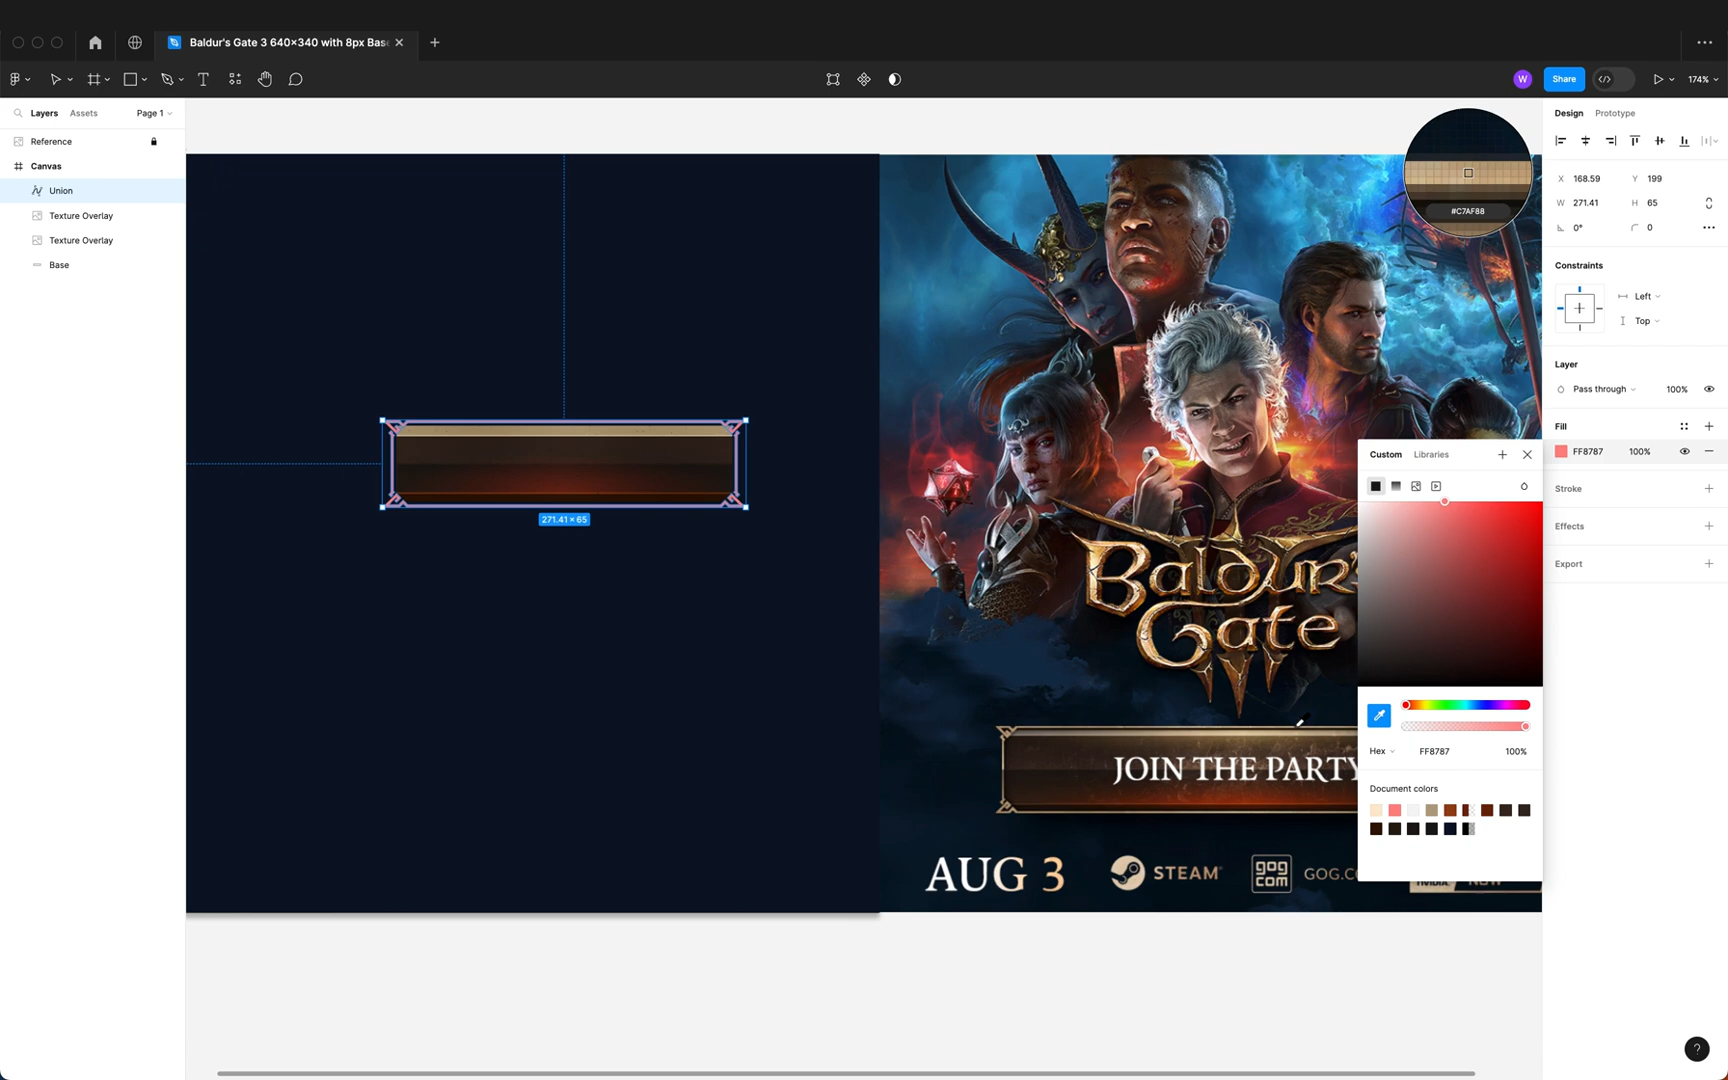 Baldur's Gate 3 640×340 with 8px Bas
W
Share
174%
Layers
Assets
Page 1
Design
Prototype
Reference
Canvas
Union
Texture Overlay
Texture Overlay
Base
X 168.59
Y 199
W 271.41
H 65
0°
0
Constraints
Left
Top
Layer
Pass through
100%
Fill
FF8787
100%
Stroke
Effects
Export
#C7AF88
271.41 × 65
Custom
Libraries
Hex
FF8787
100%
Document colors
BALDUR'S
GATE
JOIN THE PARTY
AUG 3
STEAM
GOG COM
GOG.C
NVIDIA
NOW
?